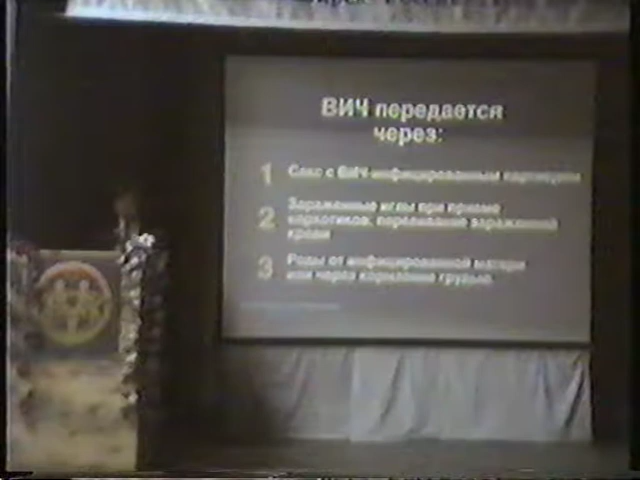 ВИЧ передается
через:
1 Секс с ВИЧ-инфицированным партнером
2 Зараженные иглы при приеме
наркотиков, переливание зараженной
крови
3 Роды от инфицированной матери
или через кормление грудью